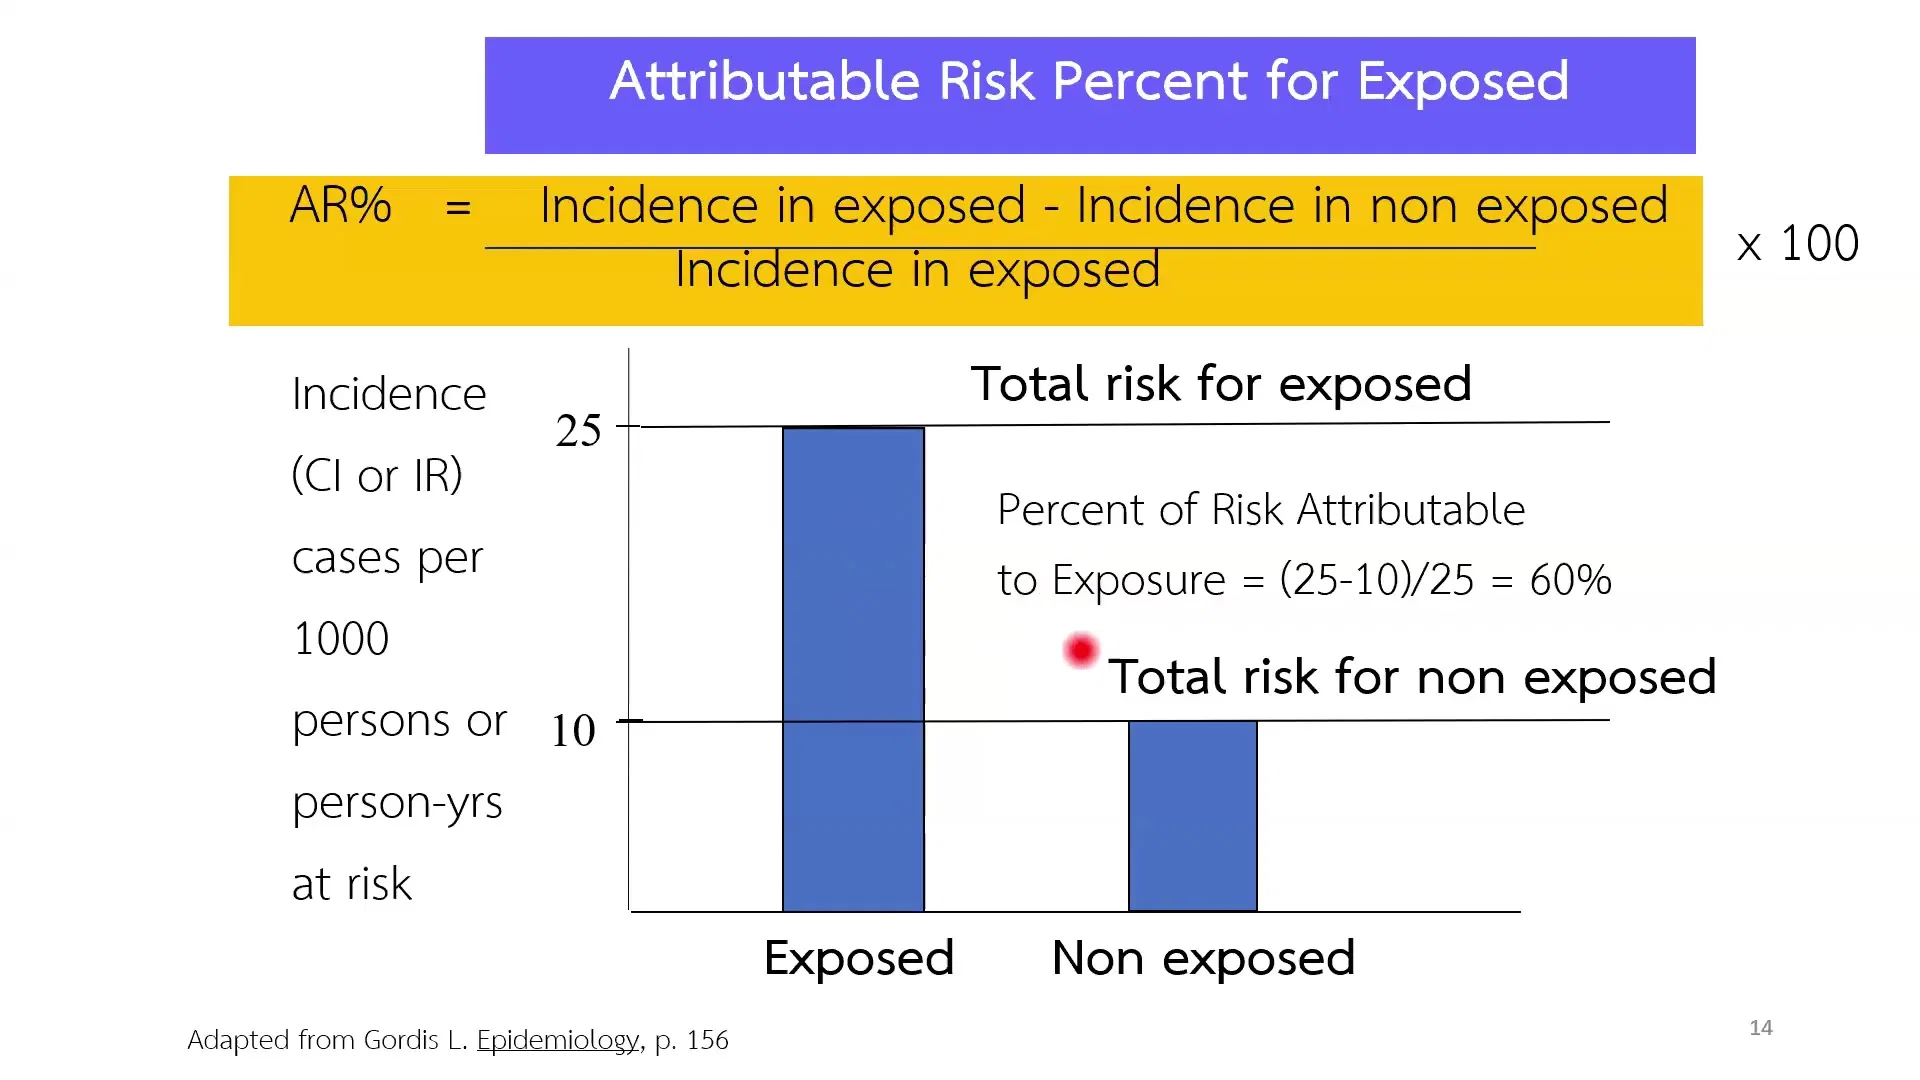 Attributable Risk Percent for Exposed
AR% = Incidence in exposed - Incidence in non exposed
x 100
Incidence in exposed
Incidence
(CI or IR)
cases per
1000
persons or
person-yrs
at risk
25
10
Total risk for exposed
Percent of Risk Attributable
to Exposure = (25-10)/25 = 60%
Total risk for non exposed
Exposed
Non exposed
Adapted from Gordis L. Epidemiology, p. 156
14